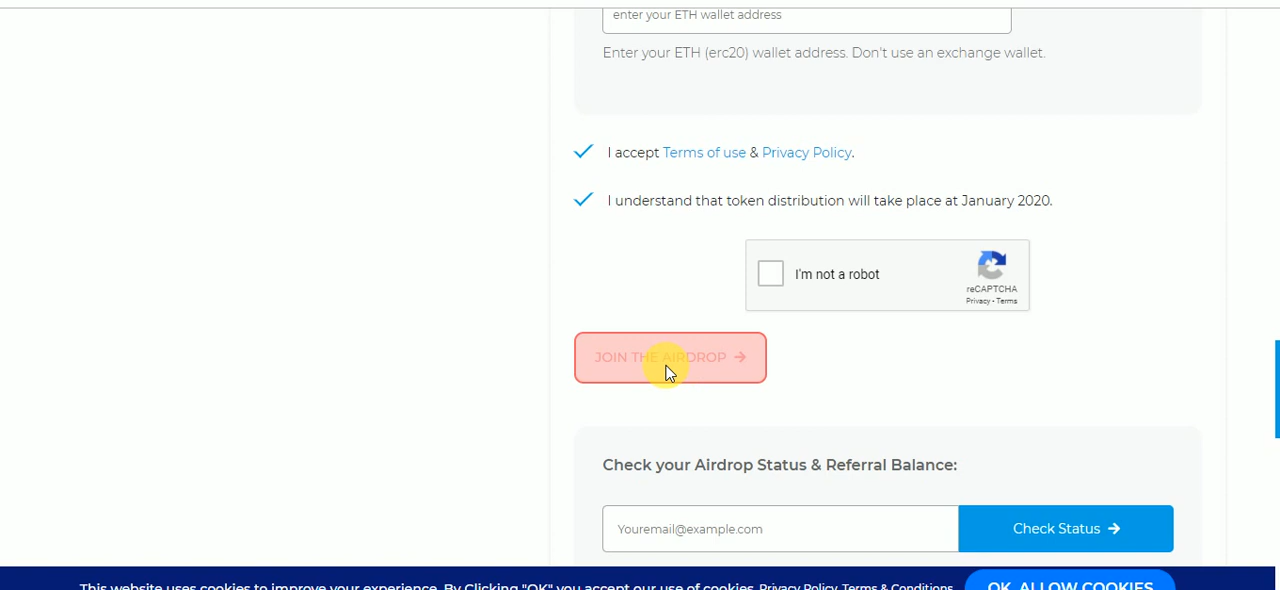 enter your ETH wallet address
Enter your ETH (erc20) wallet address. Don't use an exchange wallet.
I accept Terms of use & Privacy Policy.
I understand that token distribution will take place at January 2020.
I'm not a robot
reCAPTCHA
Privacy - Terms
JOIN THE AIRDROP
Check your Airdrop Status & Referral Balance:
Youremail@example.com
Check Status
This website uses cookies to improve your experience. By Clicking "OK" you accept our use of cookies. Privacy Policy Terms & Conditions
OK, ALLOW COOKIES